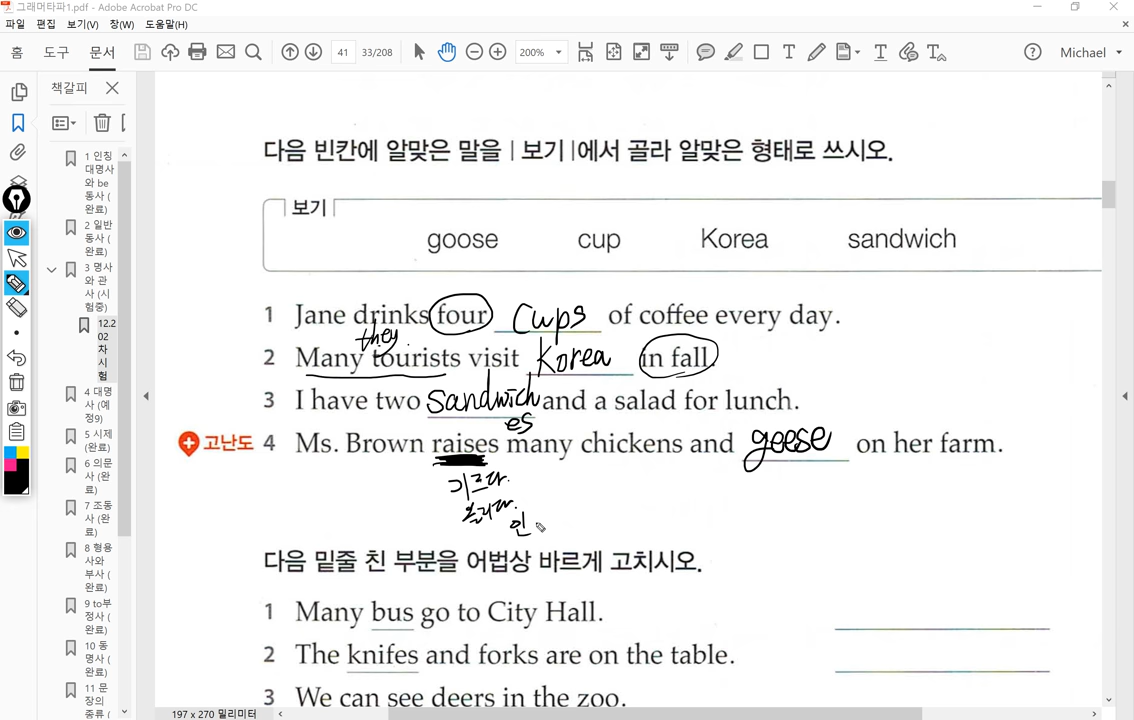 그래머타파1.pdf - Adobe Acrobat Pro DC
파일 편집 보기(V) 창(W) 도움말(H)
홈 도구 문서 41 33/208 200% Michael
책갈피
1 인칭
대명사
와 be
동사 (
완료)
2 일반
동사 (
완료)
3 명사
와 관
사 (시
험중)
12.2
02
차시
험
4 대명
사 (예
정9)
5 시제
(완료)
6 의문
사 (완
료)
7 조동
사 (완
료)
8 형용
사와
부사 (
완료)
9 to부
정사 (
완료)
10 동
명사 (
완료)
11 문
장의
종류 (
다음 빈칸에 알맞은 말을 | 보기 |에서 골라 알맞은 형태로 쓰시오.
보기
goose cup Korea sandwich
1 Jane drinks four cups of coffee every day.
they
2 Many tourists visit Korea in fall.
3 I have two sandwich and a salad for lunch.
es
고난도 4 Ms. Brown raises many chickens and geese on her farm.
기르다.
올리다.
인
다음 밑줄 친 부분을 어법상 바르게 고치시오.
1 Many bus go to City Hall.
2 The knifes and forks are on the table.
3 We can see deers in the zoo.
197 x 270 밀리미터